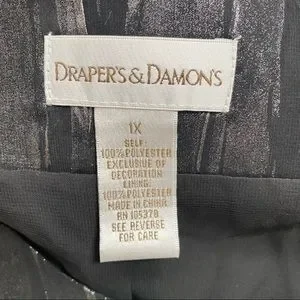 DRAPER'S & DAMON'S
1X
SELF:
100% POLYESTER
EXCLUSIVE OF
DECORATION
LINING:
100% POLYESTER
MADE IN CHINA
RN 105378
SEE REVERSE
FOR CARE